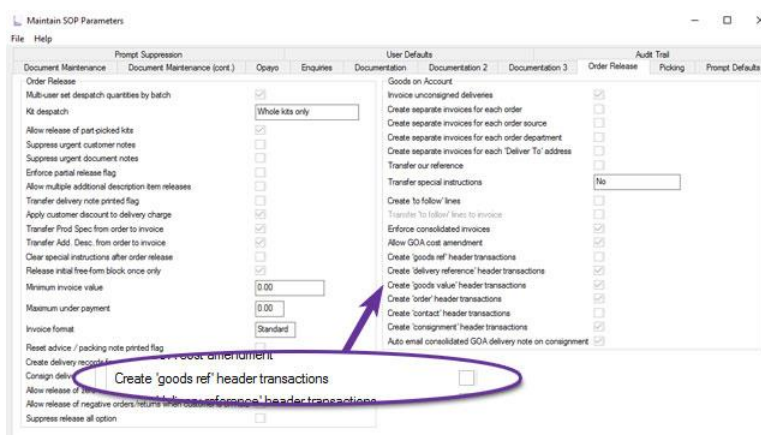 Maintain SOP Parameters
File Help
Prompt Suppression User Defaults Audit Trail
Document Maintenance Document Maintenance (cont.) Opayo Enquiries Documentation Documentation 2 Documentation 3 Order Release Picking Prompt Defaults
Order Release
Multi-user set despatch quantities by batch
Kit despatch Whole kits only
Allow release of part-picked kits
Suppress urgent customer notes
Suppress urgent document notes
Enforce partial release flag
Allow multiple additional description item releases
Transfer delivery note printed flag
Apply customer discount to delivery charge
Transfer Prod Spec from order to invoice
Transfer Add. Desc. from order to invoice
Clear special instructions after order release
Release initial free-form block once only
Minimum invoice value 0.00
Maximum under payment 0.00
Invoice format Standard
Reset advice / packing note printed flag
Create delivery records
Consign
Allow release of
Allow release of negative orders/returns when
Suppress release all option
Goods on Account
Invoice unconsigned deliveries
Create separate invoices for each order
Create separate invoices for each order source
Create separate invoices for each order department
Create separate invoices for each 'Deliver To' address
Transfer our reference
Transfer special instructions No
Create 'to follow' lines
Transfer 'to follow' lines to invoice
Enforce consolidated invoices
Allow GOA cost amendment
Create 'goods ref' header transactions
Create 'delivery reference' header transactions
Create 'goods value' header transactions
Create 'order' header transactions
Create 'contact' header transactions
Create 'consignment' header transactions
Auto email consolidated GOA delivery note on consignment
cost amendment
Create 'goods ref' header transactions
'delivery reference' header transactions